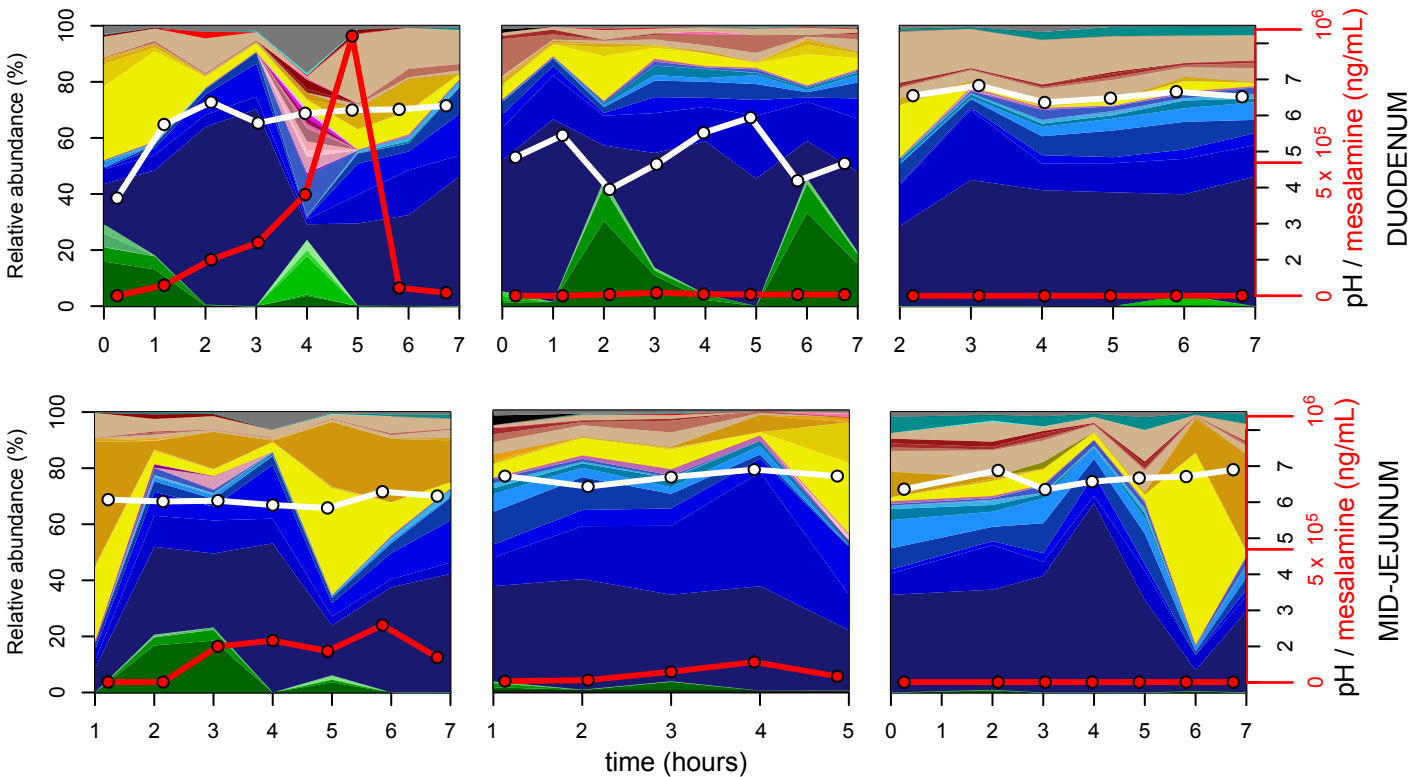 Relative abundance (%)
100
80
60
40
20
0
0 1 2 3 4 5 6 7
0 1 2 3 4 5 6 7
2 3 4 5 6 7
7
6
5
4
3
2
10⁶
5 x 10⁵
0
pH / mesalamine (ng/mL)
DUODENUM
Relative abundance (%)
100
80
60
40
20
0
1 2 3 4 5 6 7
1 2 3 4 5
0 1 2 3 4 5 6 7
7
6
5
4
3
2
10⁶
5 x 10⁵
0
pH / mesalamine (ng/mL)
MID-JEJUNUM
time (hours)